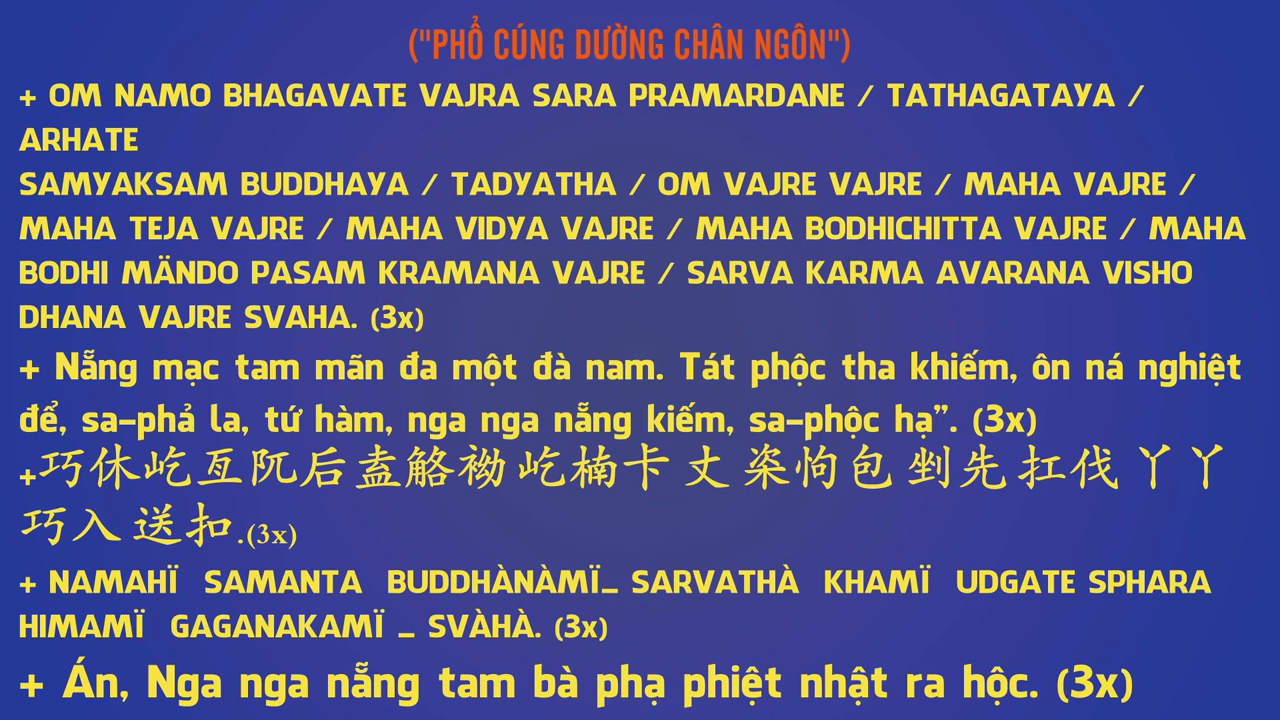 ("PHỔ CÚNG DƯỜNG CHÂN NGÔN")
+ OM NAMO BHAGAVATE VAJRA SARA PRAMARDANE / TATHAGATAYA /
ARHATE
SAMYAKSAM BUDDHAYA / TADYATHA / OM VAJRE VAJRE / MAHA VAJRE /
MAHA TEJA VAJRE / MAHA VIDYA VAJRE / MAHA BODHICHITTA VAJRE / MAHA
BODHI MÄNDO PASAM KRAMANA VAJRE / SARVA KARMA AVARANA VISHO
DHANA VAJRE SVAHA. (3x)
+ Nẵng mạc tam mãn đa một đà nam. Tát phộc tha khiếm, ôn ná nghiệt
để, sa-phả la, tứ hàm, nga nga nẵng kiếm, sa-phộc hạ”. (3x)
+巧休屹亙阢后盍觡袎屹楠卡丈楶怐包剉先扛伐丫丫
巧入送扣.(3x)
+ NAMAHÏ SAMANTA BUDDHÀNÀMÏ_ SARVATHÀ KHAMÏ UDGATE SPHARA
HIMAMÏ GAGANAKAMÏ _ SVÀHÀ. (3x)
+ Án, Nga nga nẵng tam bà phạ phiệt nhật ra hộc. (3x)